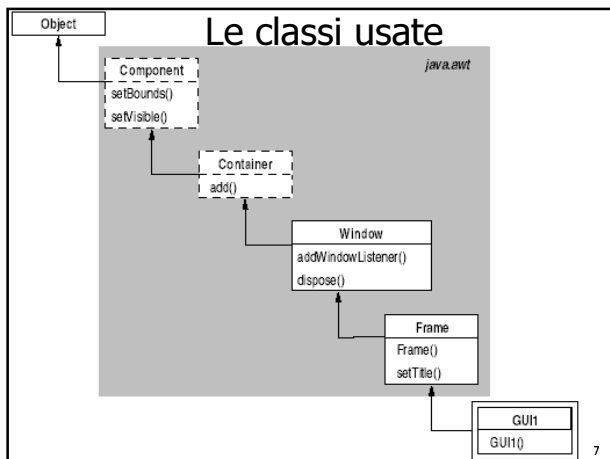 Object
Le classi usate
java.awt
Component
setBounds()
setVisible()
Container
add()
Window
addWindowListener()
dispose()
Frame
Frame()
setTitle()
GUI1
GUI1()
7